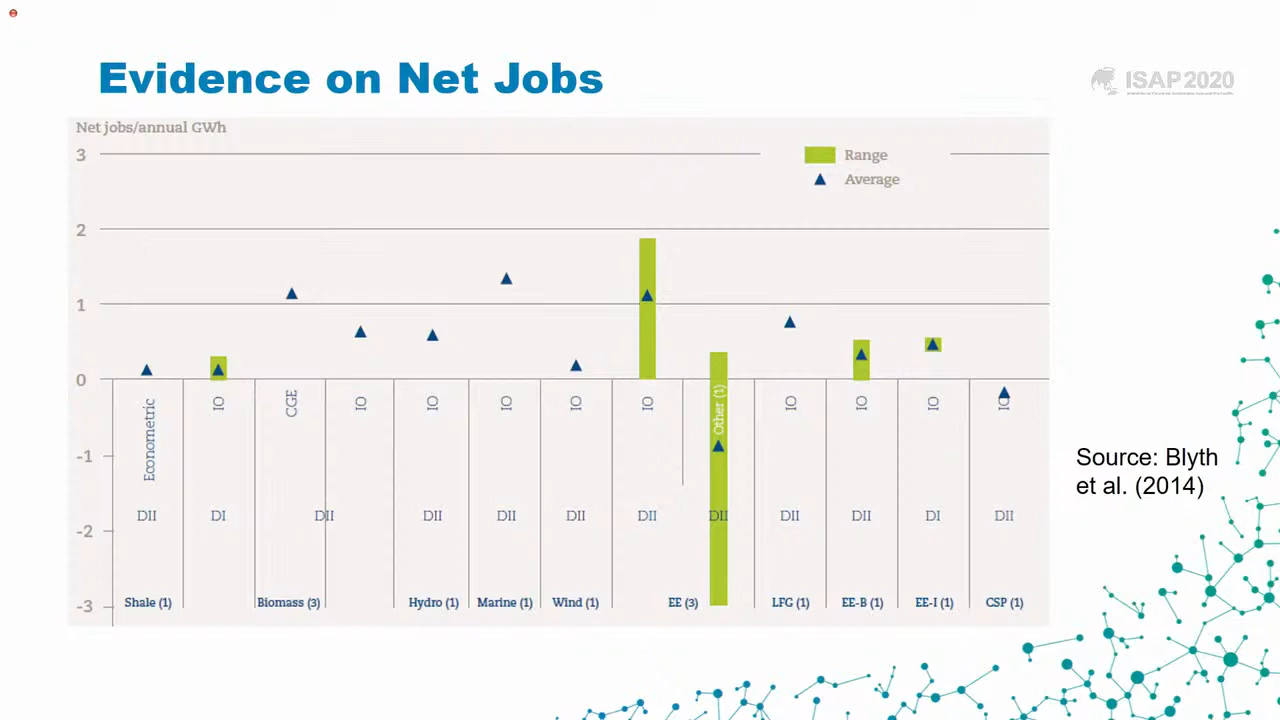 Evidence on Net Jobs
ISAP2020
Net jobs/annual GWh
3
Range
Average
2
1
0
-1
-2
-3
Econometric
IO
CGE
IO
IO
IO
IO
IO
Other (1)
IO
IO
IO
IO
DII
DI
DII
DII
DII
DII
DII
DII
DII
DII
DI
DII
Shale (1)
Biomass (3)
Hydro (1)
Marine (1)
Wind (1)
EE (3)
LFG (1)
EE-B (1)
EE-I (1)
CSP (1)
Source: Blyth
et al. (2014)